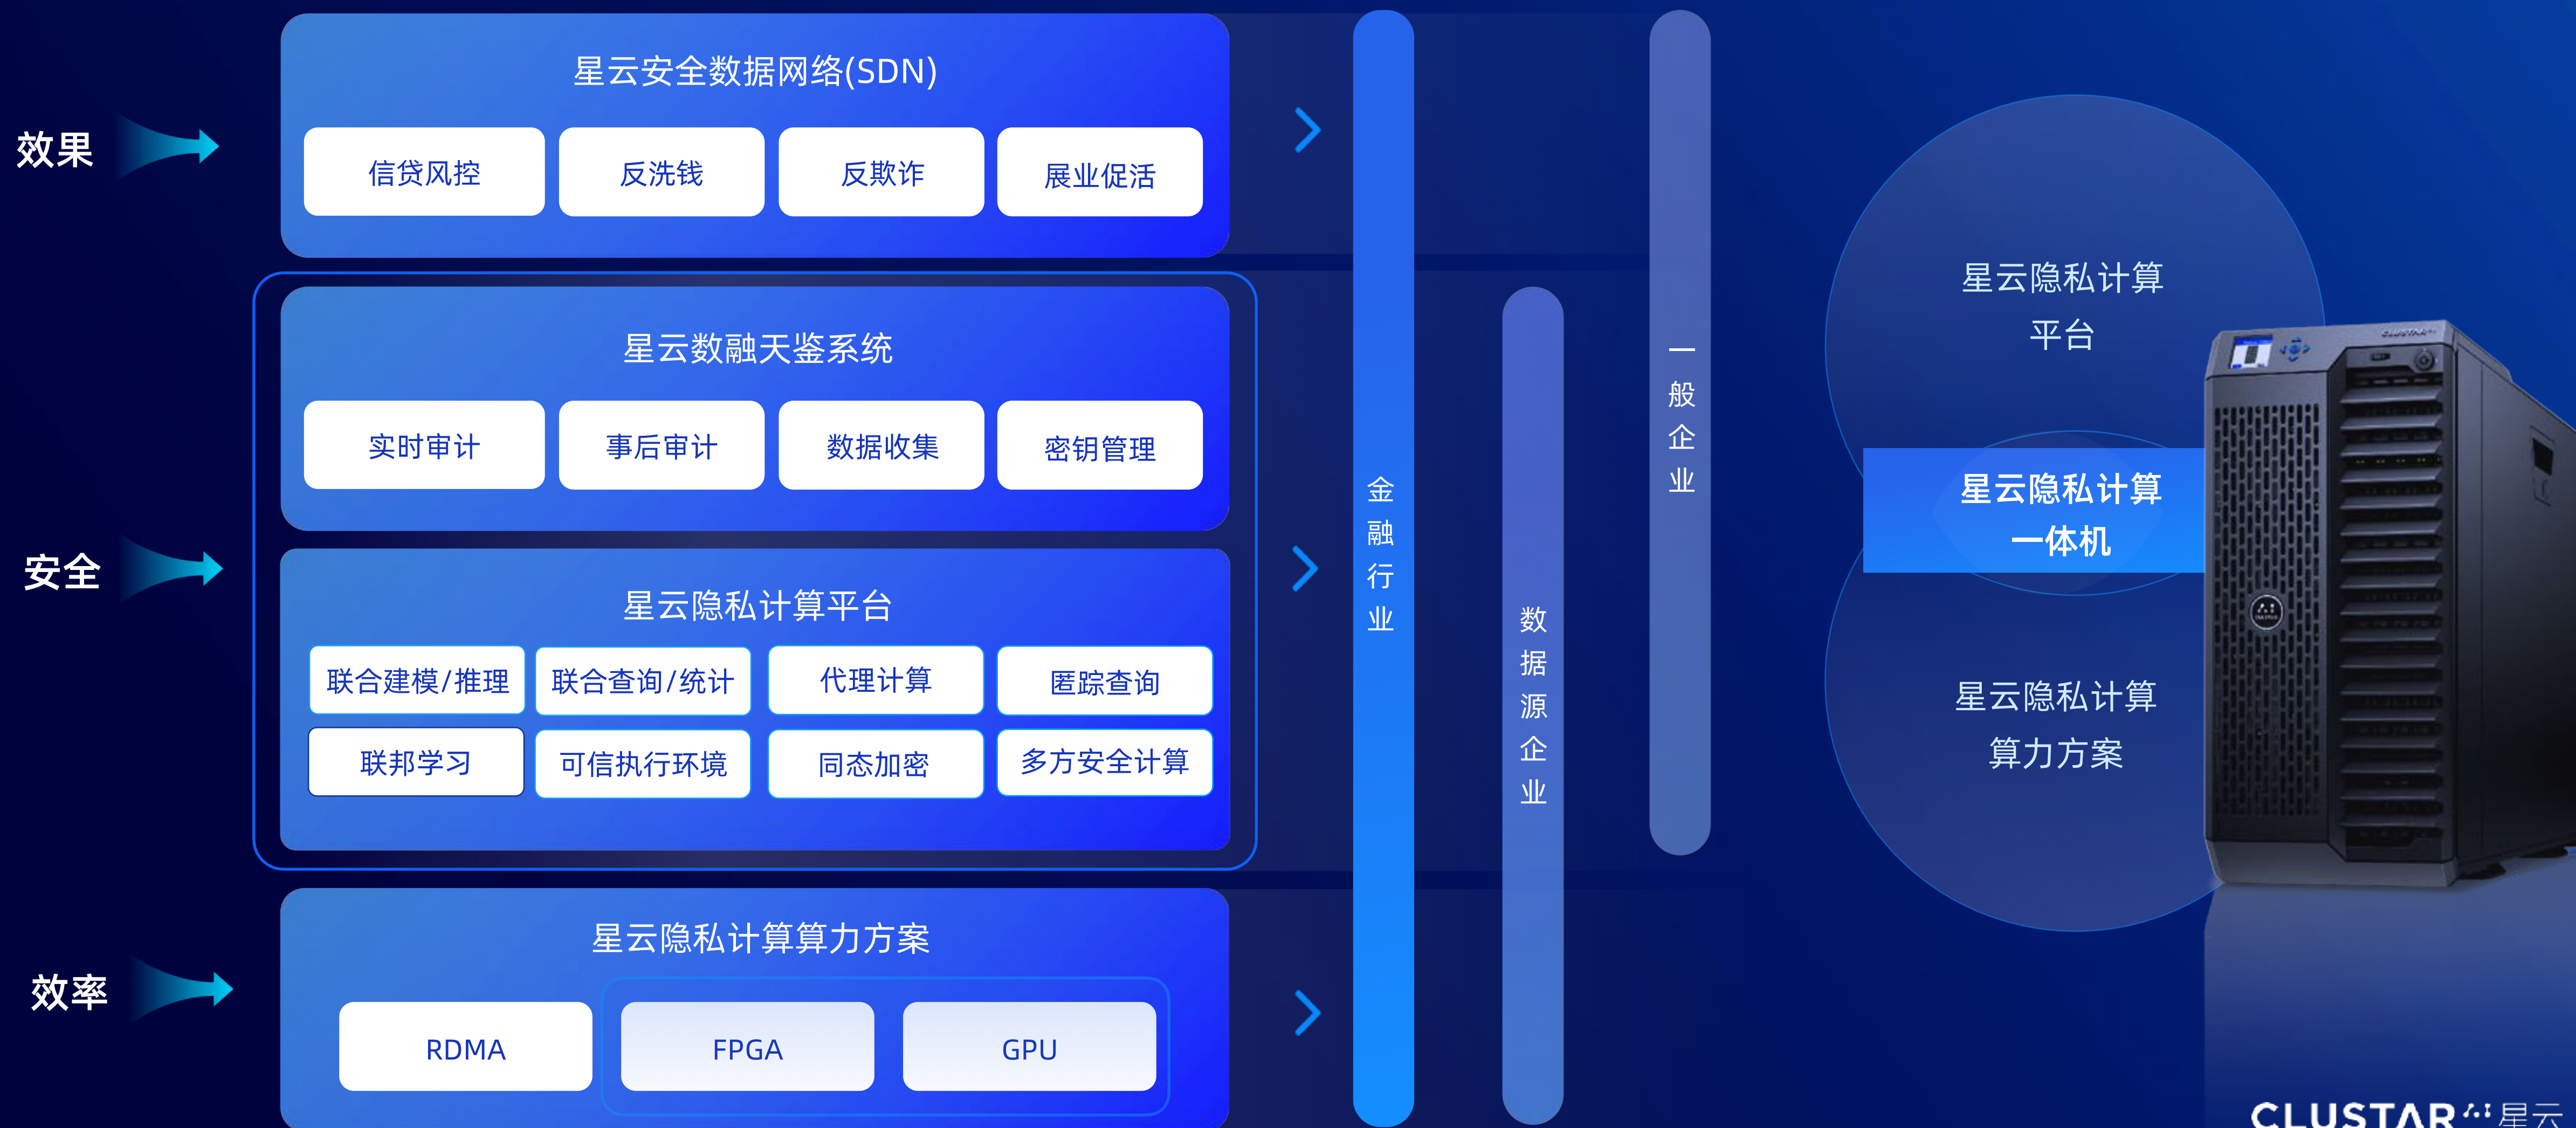 效果
星云安全数据网络(SDN)
信贷风控
反洗钱
反欺诈
展业促活
安全
星云数融天鉴系统
实时审计
事后审计
数据收集
密钥管理
星云隐私计算平台
联合建模/推理
联合查询/统计
代理计算
匿踪查询
联邦学习
可信执行环境
同态加密
多方安全计算
效率
星云隐私计算算力方案
RDMA
FPGA
GPU
金融行业
数据源企业
一般企业
星云隐私计算
平台
星云隐私计算
一体机
星云隐私计算
算力方案
CLUSTAR
CLUSTAR 星云